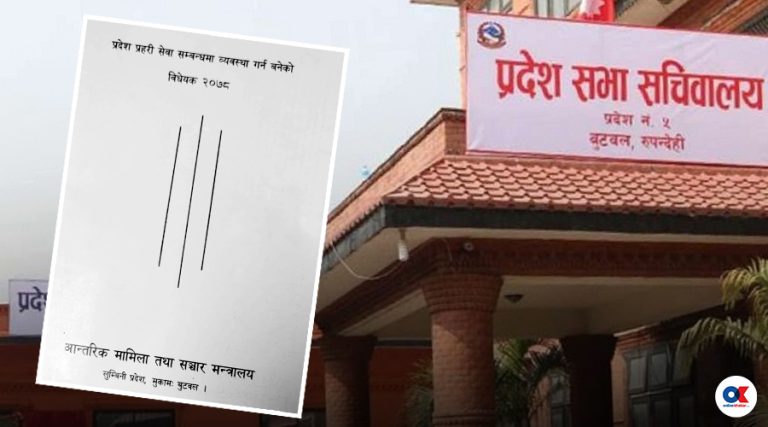 प्रदेश प्रहरी सेवा सम्बन्धमा व्यवस्था गर्न बनेको
विधेयक २०७८
आन्तरिक मामिला तथा सञ्चार मन्त्रालय
लुम्बिनी प्रदेश, मुकामः बुटवल ।
प्रदेश सभा सचिवालय
प्रदेश नं. ५
बुटवल, रुपन्देही
प्रदेश
OK